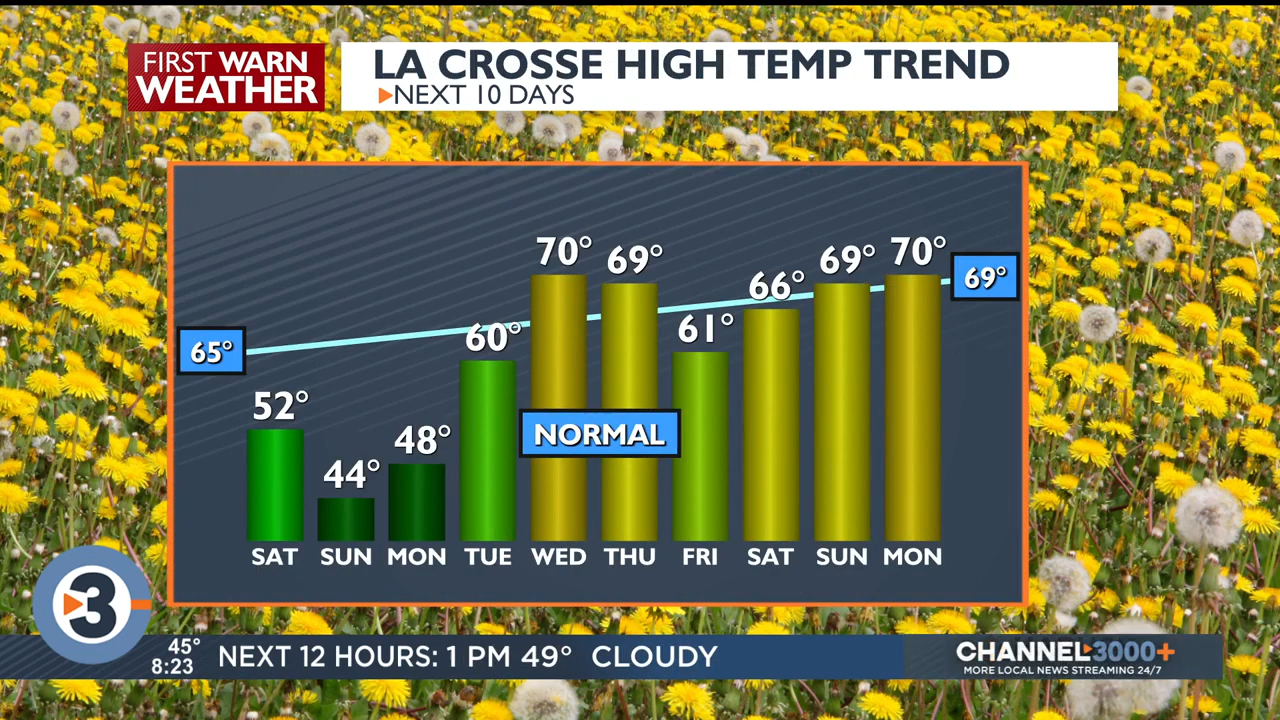 FIRST WARN
WEATHER
LA CROSSE HIGH TEMP TREND
NEXT 10 DAYS
70° 69° 66° 69° 70°
69°
65°
60° 61°
52° 44° 48°
NORMAL
SAT SUN MON TUE WED THU FRI SAT SUN MON
3
45°
8:23
NEXT 12 HOURS: 1 PM 49° CLOUDY
CHANNEL3000+
MORE LOCAL NEWS STREAMING 24/7